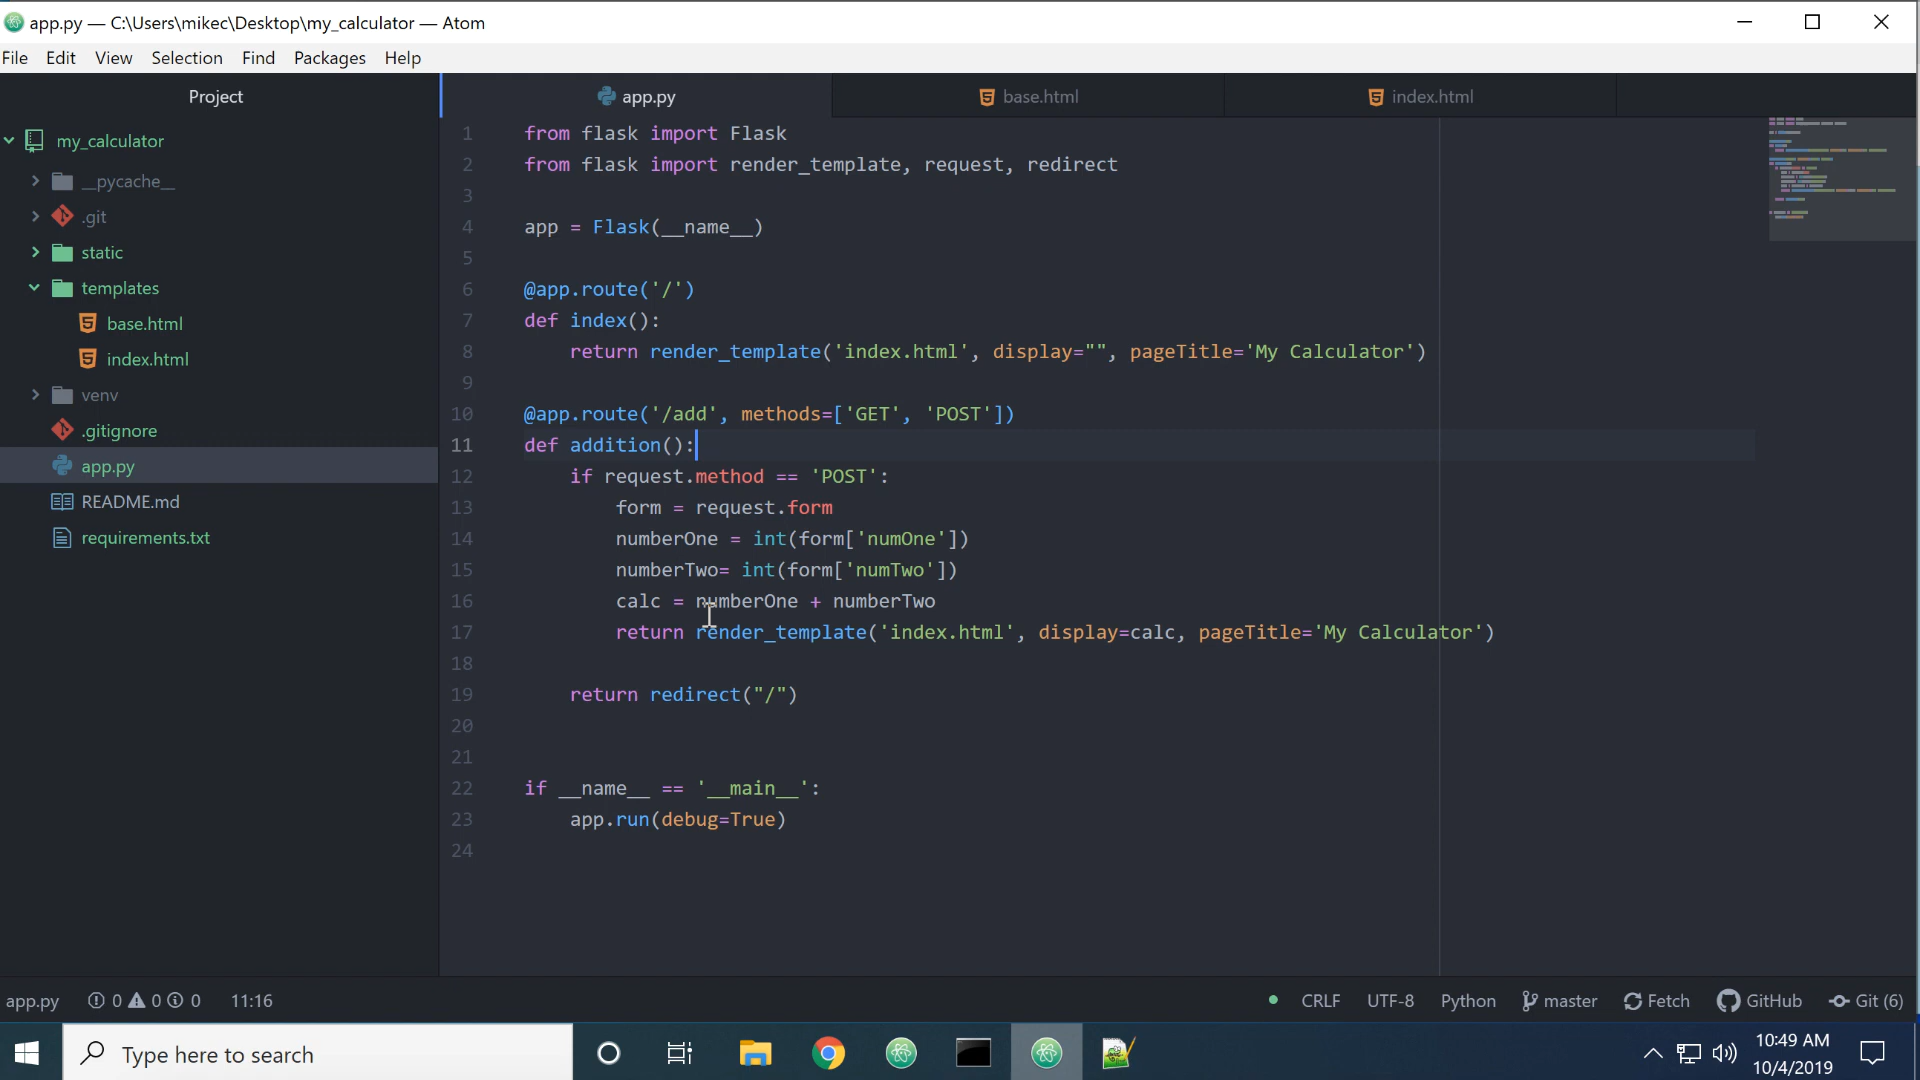 app.py — C:\Users\mikec\Desktop\my_calculator — Atom
File Edit View Selection Find Packages Help
Project
app.py
base.html
index.html
my_calculator
__pycache__
.git
static
templates
base.html
index.html
venv
.gitignore
app.py
README.md
requirements.txt
1 from flask import Flask
2 from flask import render_template, request, redirect
3
4 app = Flask(__name__)
5
6 @app.route('/')
7 def index():
8 return render_template('index.html', display="", pageTitle='My Calculator')
9
10 @app.route('/add', methods=['GET', 'POST'])
11 def addition():
12 if request.method == 'POST':
13 form = request.form
14 numberOne = int(form['numOne'])
15 numberTwo= int(form['numTwo'])
16 calc = numberOne + numberTwo
17 return render_template('index.html', display=calc, pageTitle='My Calculator')
18
19 return redirect("/")
20
21
22 if __name__ == '__main__':
23 app.run(debug=True)
24
app.py 0 0 0 11:16 CRLF UTF-8 Python master Fetch GitHub Git (6)
Type here to search
10:49 AM
10/4/2019